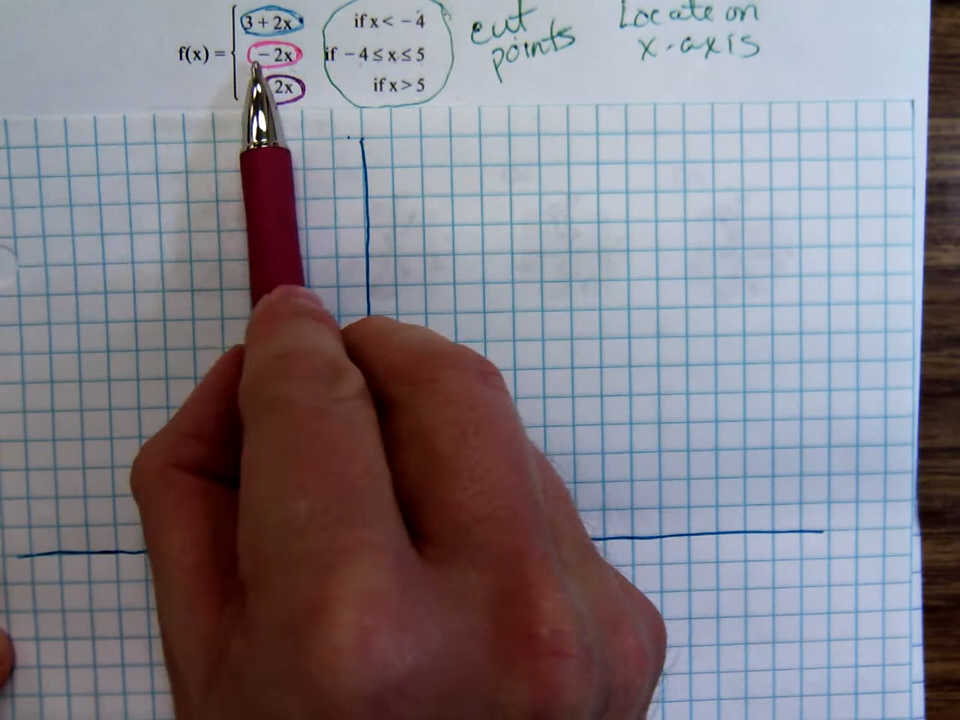 3 + 2x if x < - 4
f(x) = - 2x if - 4 ≤ x ≤ 5
2x if x > 5
cut points
Locate on
x-axis